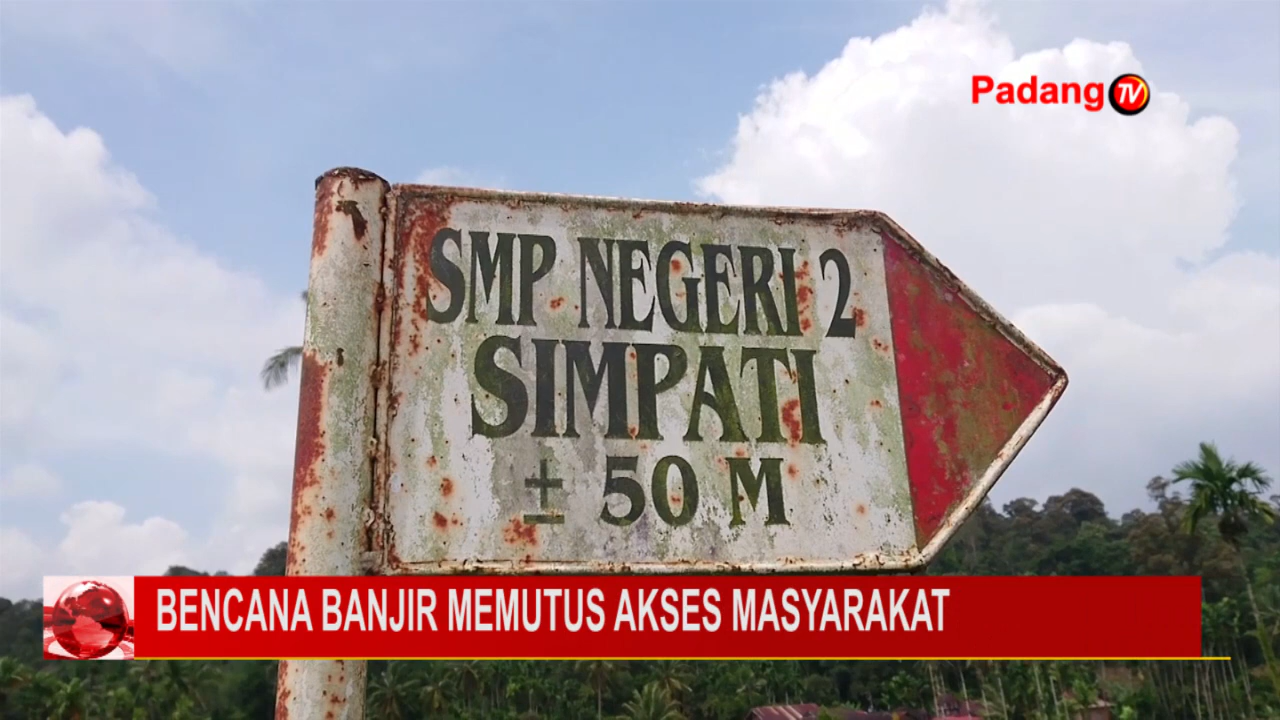 Padang TV
SMP NEGERI 2
SIMPATI
± 50 M
BENCANA BANJIR MEMUTUS AKSES MASYARAKAT